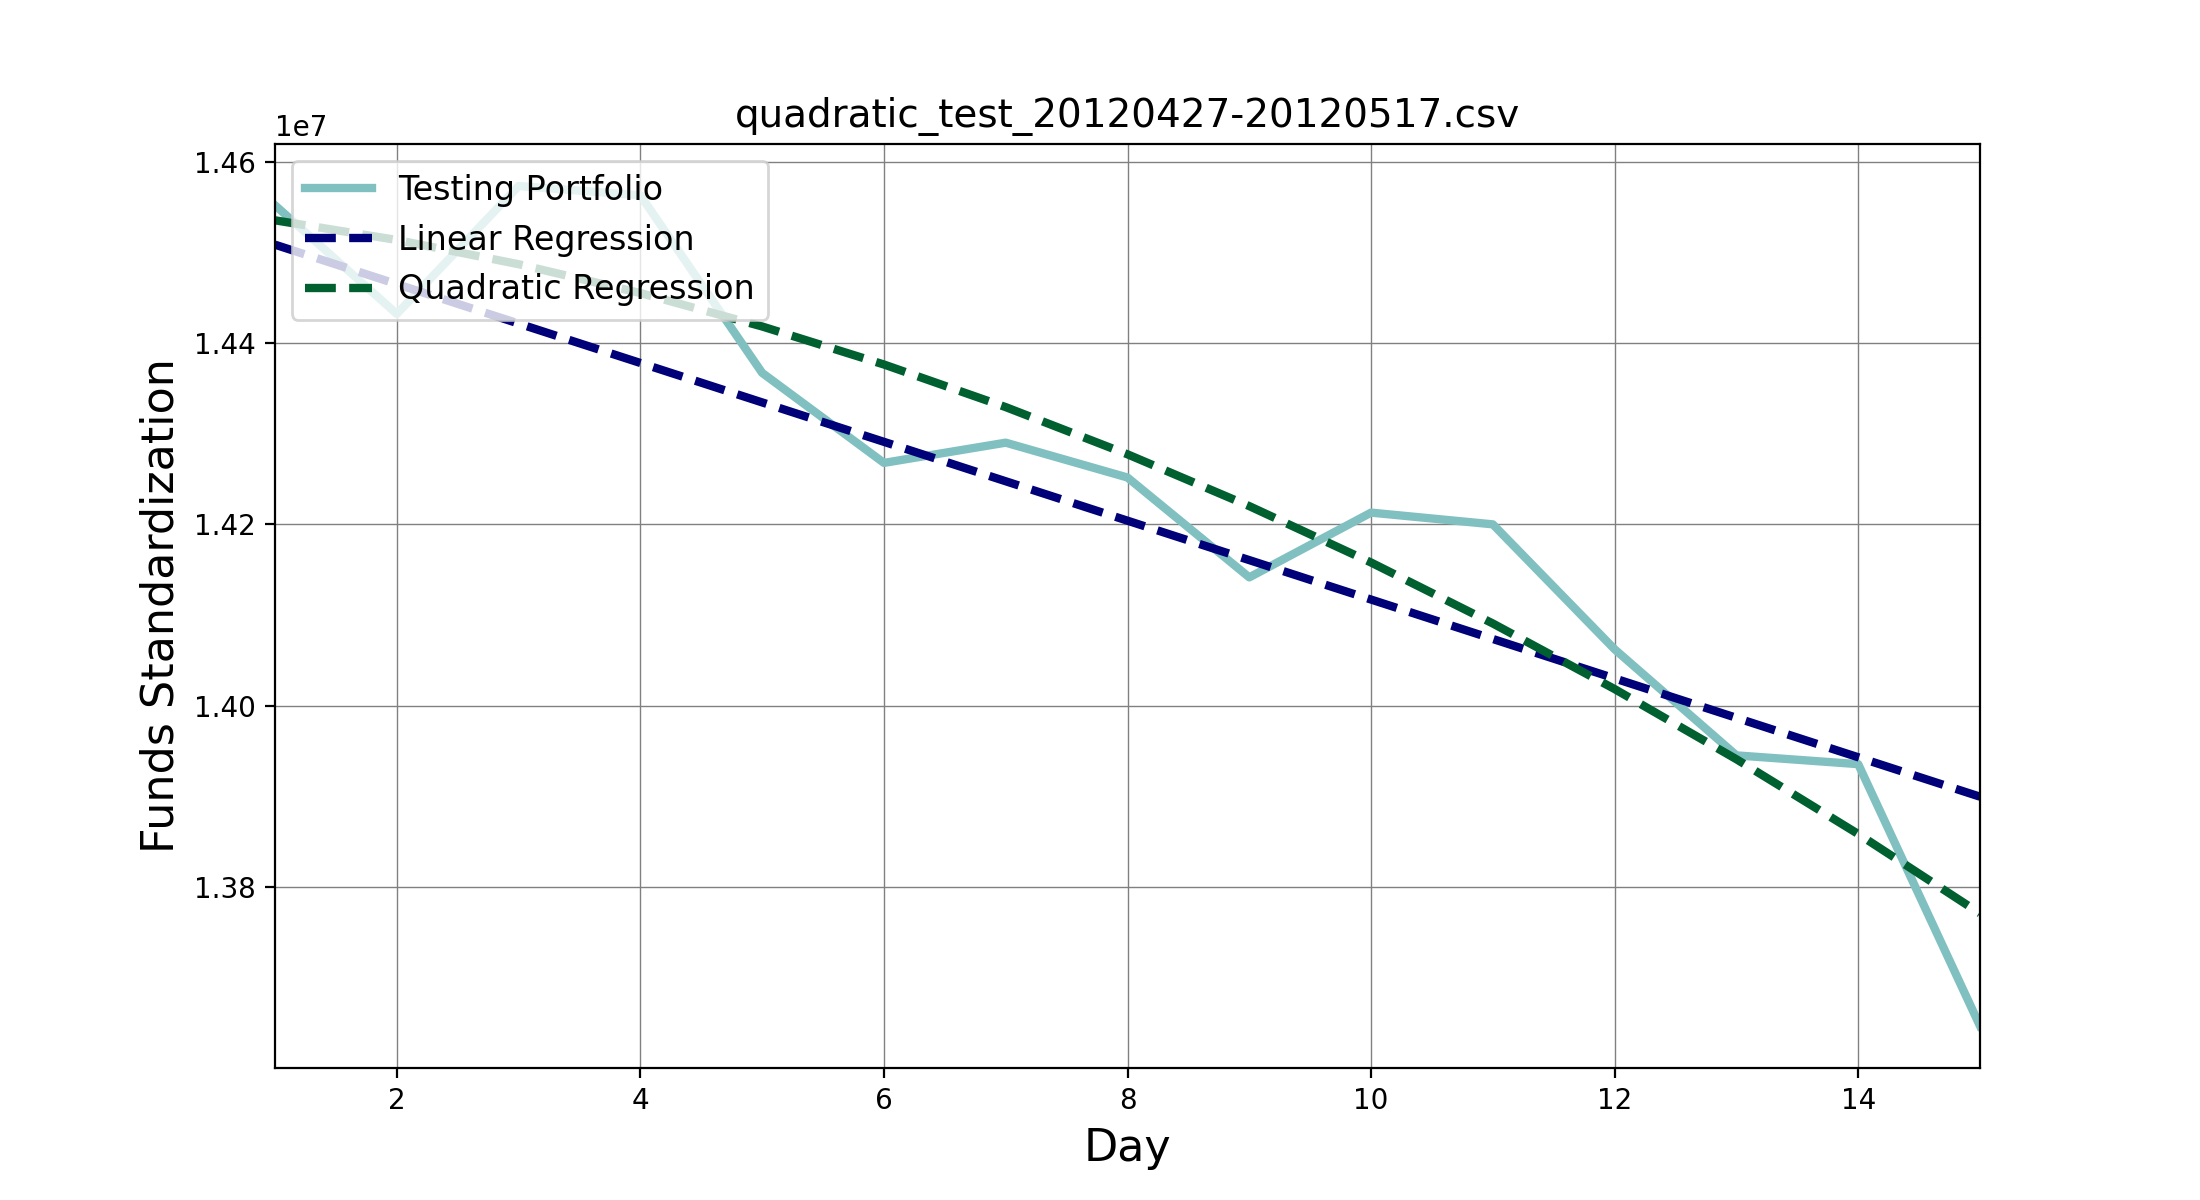 quadratic_test_20120427-20120517.csv
1e7
1.46
1.44
1.42
1.40
1.38
Funds Standardization
Testing Portfolio
Linear Regression
Quadratic Regression
2 4 6 8 10 12 14
Day